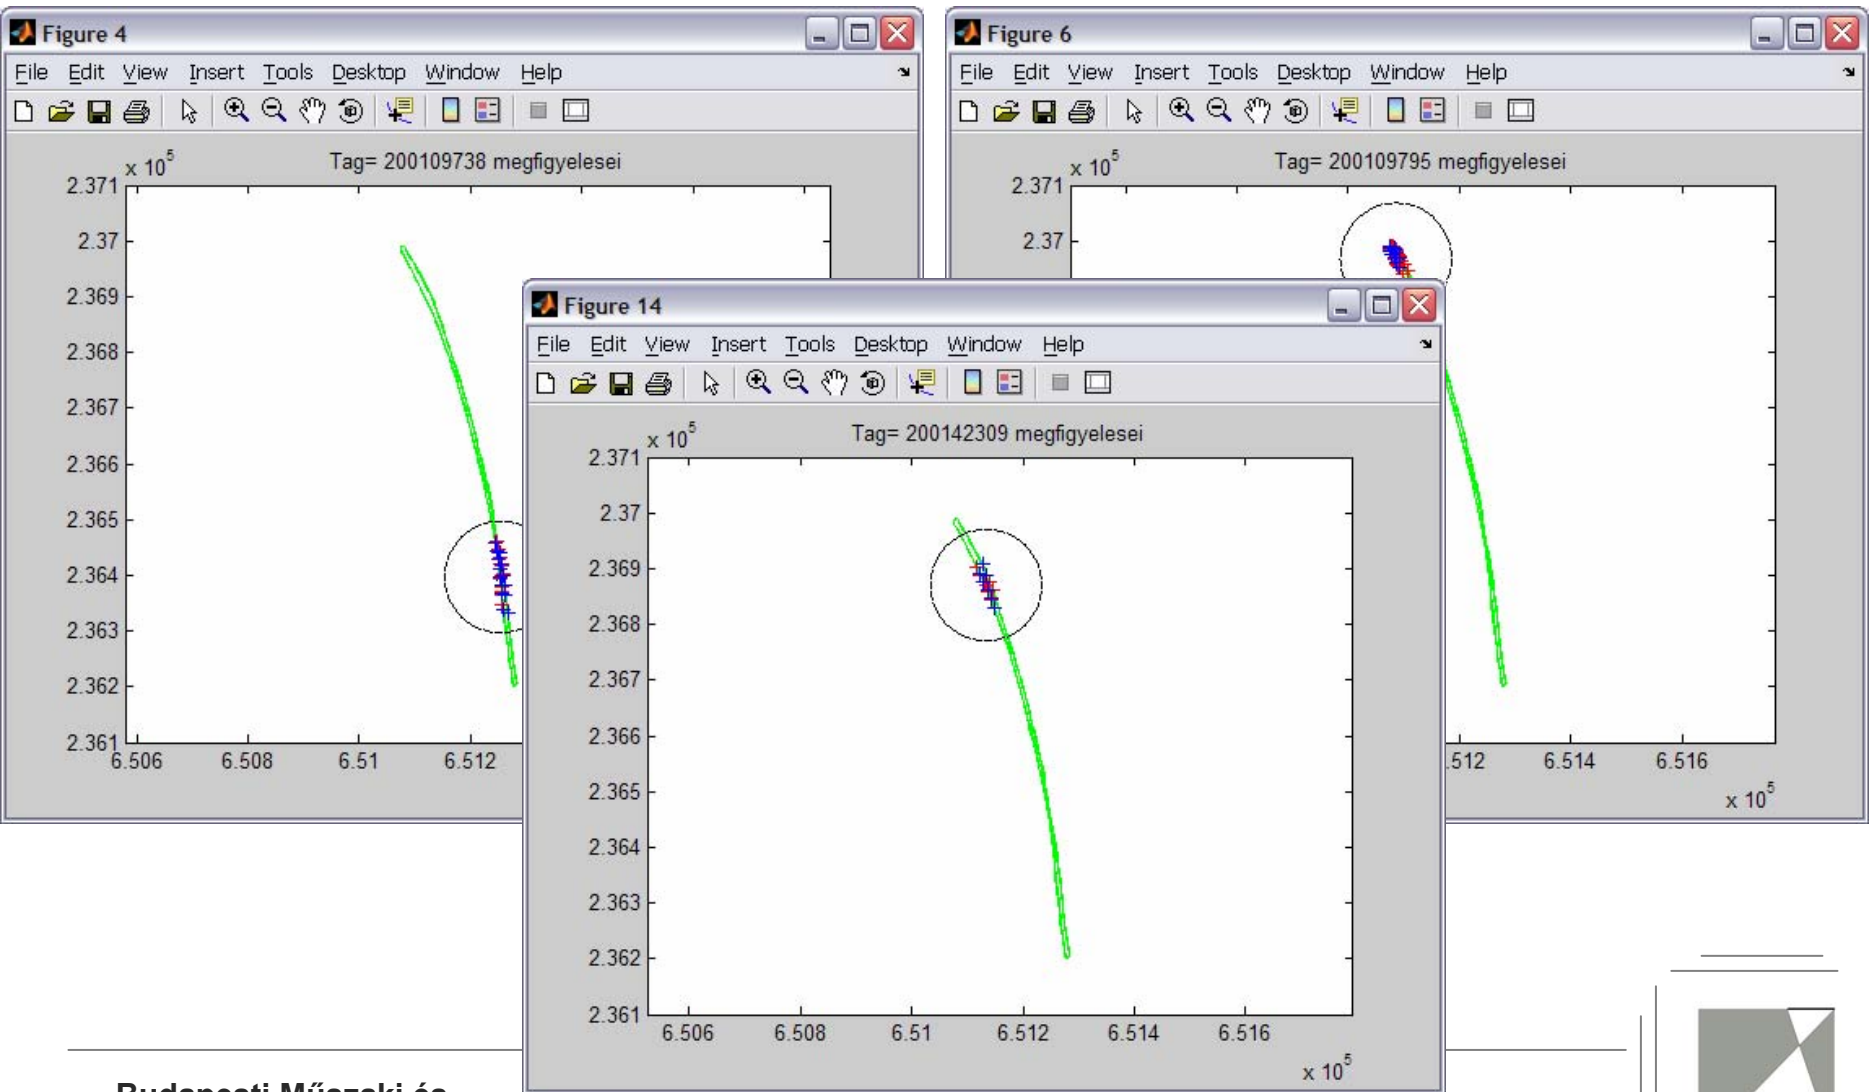 Figure 4
File Edit View Insert Tools Desktop Window Help
x 10^5
Tag= 200109738 megfigyelesei
2.371
2.37
2.369
2.368
2.367
2.366
2.365
2.364
2.363
2.362
2.361
6.506 6.508 6.51 6.512
Figure 6
File Edit View Insert Tools Desktop Window Help
x 10^5
Tag= 200109795 megfigyelesei
2.371
2.37
.512 6.514 6.516
x 10^5
Figure 14
File Edit View Insert Tools Desktop Window Help
x 10^5
Tag= 200142309 megfigyelesei
2.371
2.37
2.369
2.368
2.367
2.366
2.365
2.364
2.363
2.362
2.361
6.506 6.508 6.51 6.512 6.514 6.516
x 10^5
Budapesti Műszaki és